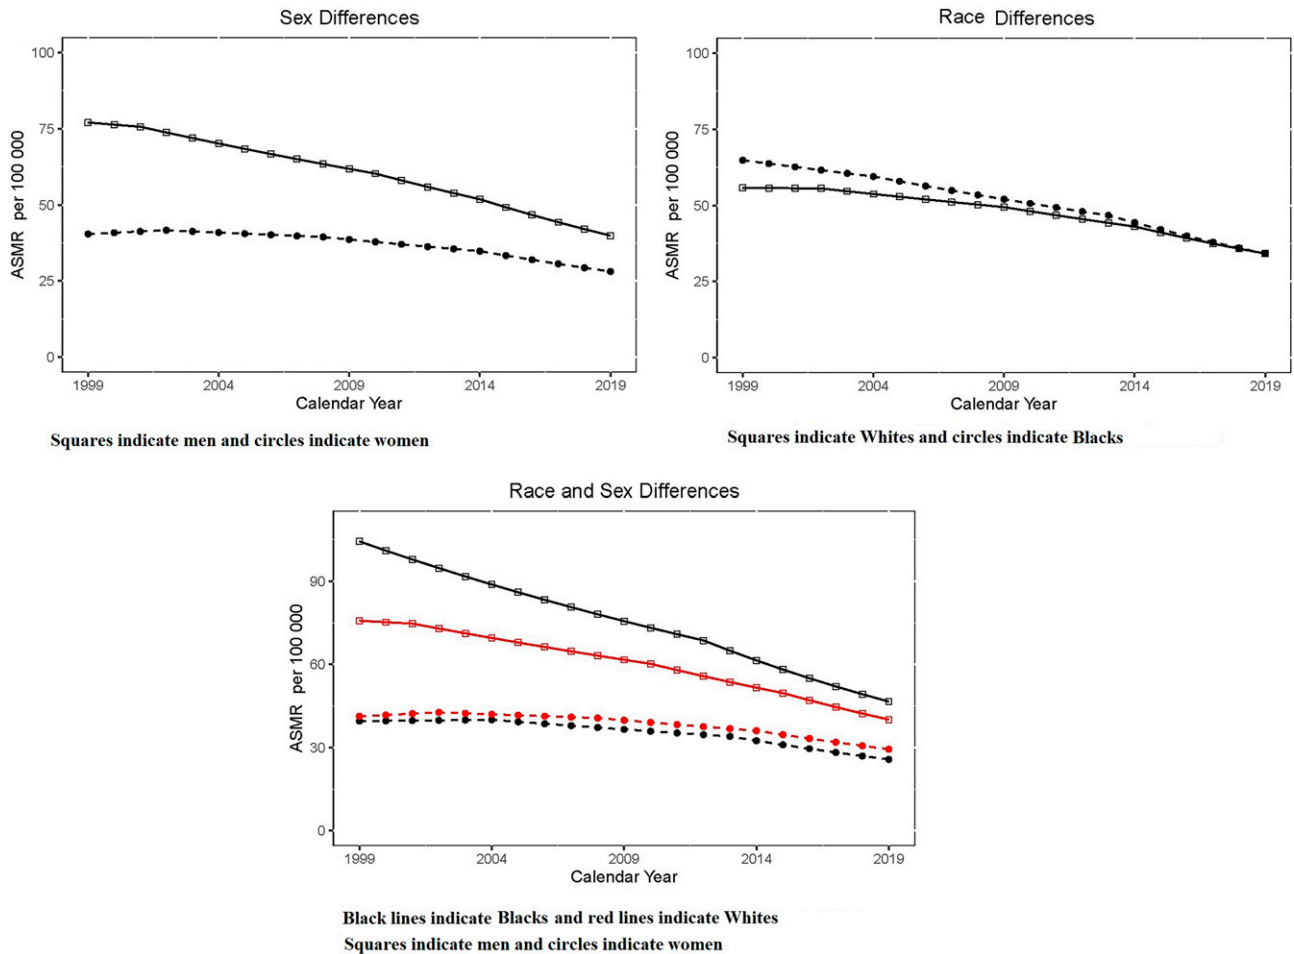 Sex Differences
100
75
50
25
0
ASMR per 100 000
1999
2004
2009
2014
2019
Calendar Year
Squares indicate men and circles indicate women
Race Differences
100
75
50
25
0
ASMR per 100 000
1999
2004
2009
2014
2019
Calendar Year
Squares indicate Whites and circles indicate Blacks
Race and Sex Differences
90
60
30
0
ASMR per 100 000
1999
2004
2009
2014
2019
Calendar Year
Black lines indicate Blacks and red lines indicate Whites
Squares indicate men and circles indicate women